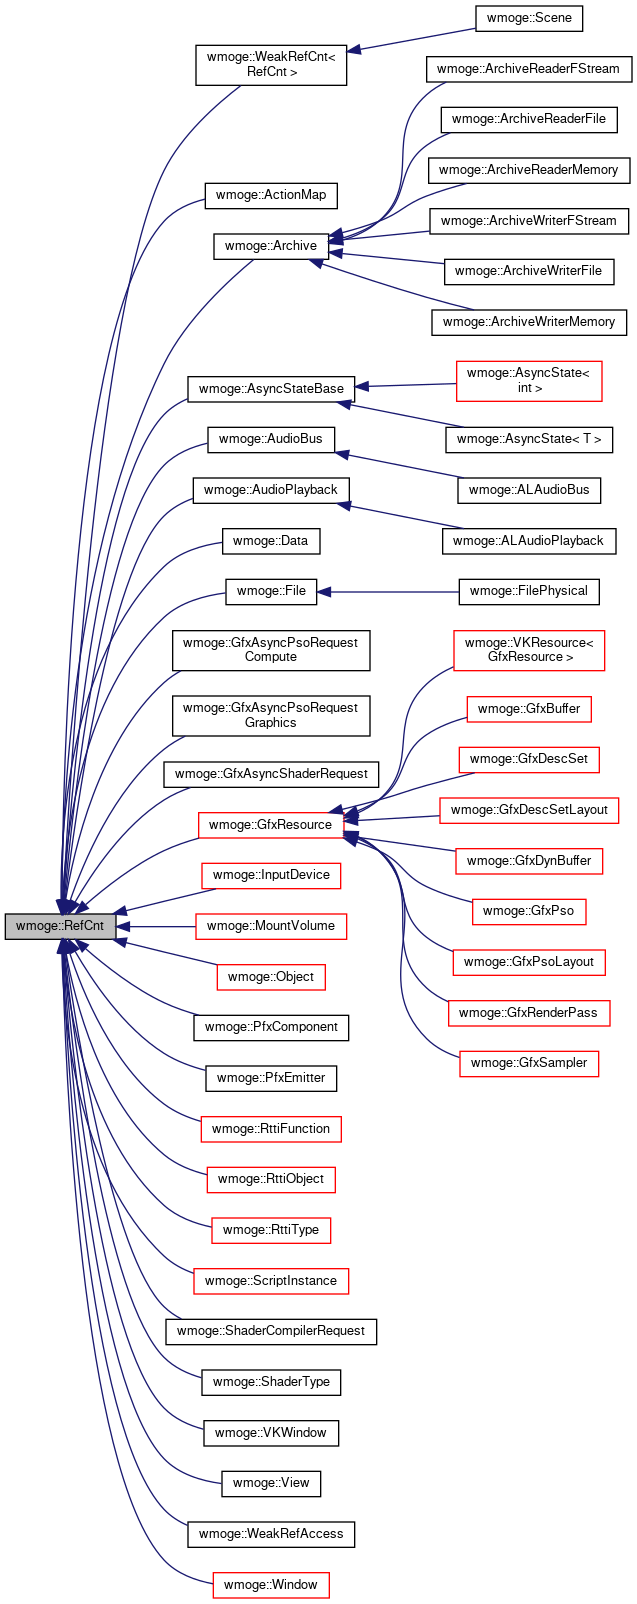 wmoge::Scene
wmoge::WeakRefCnt<
RefCnt >
wmoge::ArchiveReaderFStream
wmoge::ArchiveReaderFile
wmoge::ArchiveReaderMemory
wmoge::ActionMap
wmoge::ArchiveWriterFStream
wmoge::Archive
wmoge::ArchiveWriterFile
wmoge::ArchiveWriterMemory
wmoge::AsyncState<
int >
wmoge::AsyncStateBase
wmoge::AsyncState< T >
wmoge::AudioBus
wmoge::ALAudioBus
wmoge::AudioPlayback
wmoge::ALAudioPlayback
wmoge::Data
wmoge::File
wmoge::FilePhysical
wmoge::GfxAsyncPsoRequest
Compute
wmoge::VKResource<
GfxResource >
wmoge::GfxAsyncPsoRequest
Graphics
wmoge::GfxBuffer
wmoge::GfxDescSet
wmoge::GfxAsyncShaderRequest
wmoge::GfxDescSetLayout
wmoge::GfxResource
wmoge::GfxDynBuffer
wmoge::InputDevice
wmoge::GfxPso
wmoge::RefCnt
wmoge::MountVolume
wmoge::GfxPsoLayout
wmoge::Object
wmoge::GfxRenderPass
wmoge::PfxComponent
wmoge::GfxSampler
wmoge::PfxEmitter
wmoge::RttiFunction
wmoge::RttiObject
wmoge::RttiType
wmoge::ScriptInstance
wmoge::ShaderCompilerRequest
wmoge::ShaderType
wmoge::VKWindow
wmoge::View
wmoge::WeakRefAccess
wmoge::Window